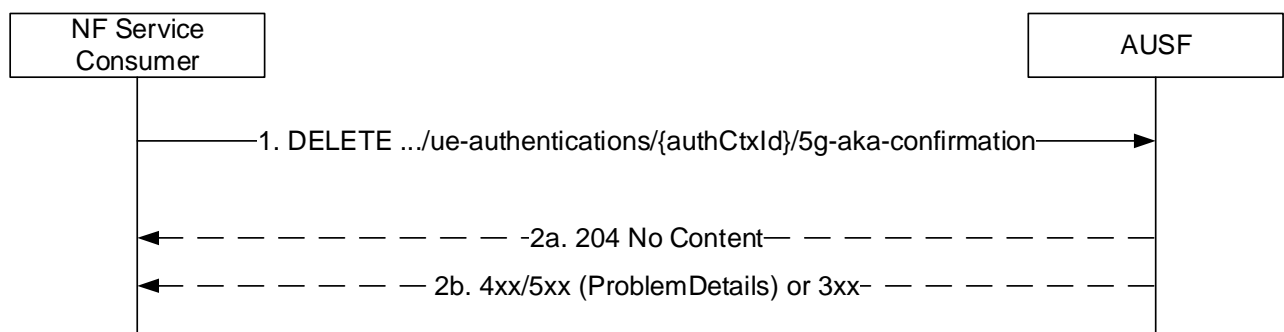 NF Service
Consumer
AUSF
1. DELETE .../ue-authentications/{authCtxId}/5g-aka-confirmation
2a. 204 No Content
2b. 4xx/5xx (ProblemDetails) or 3xx